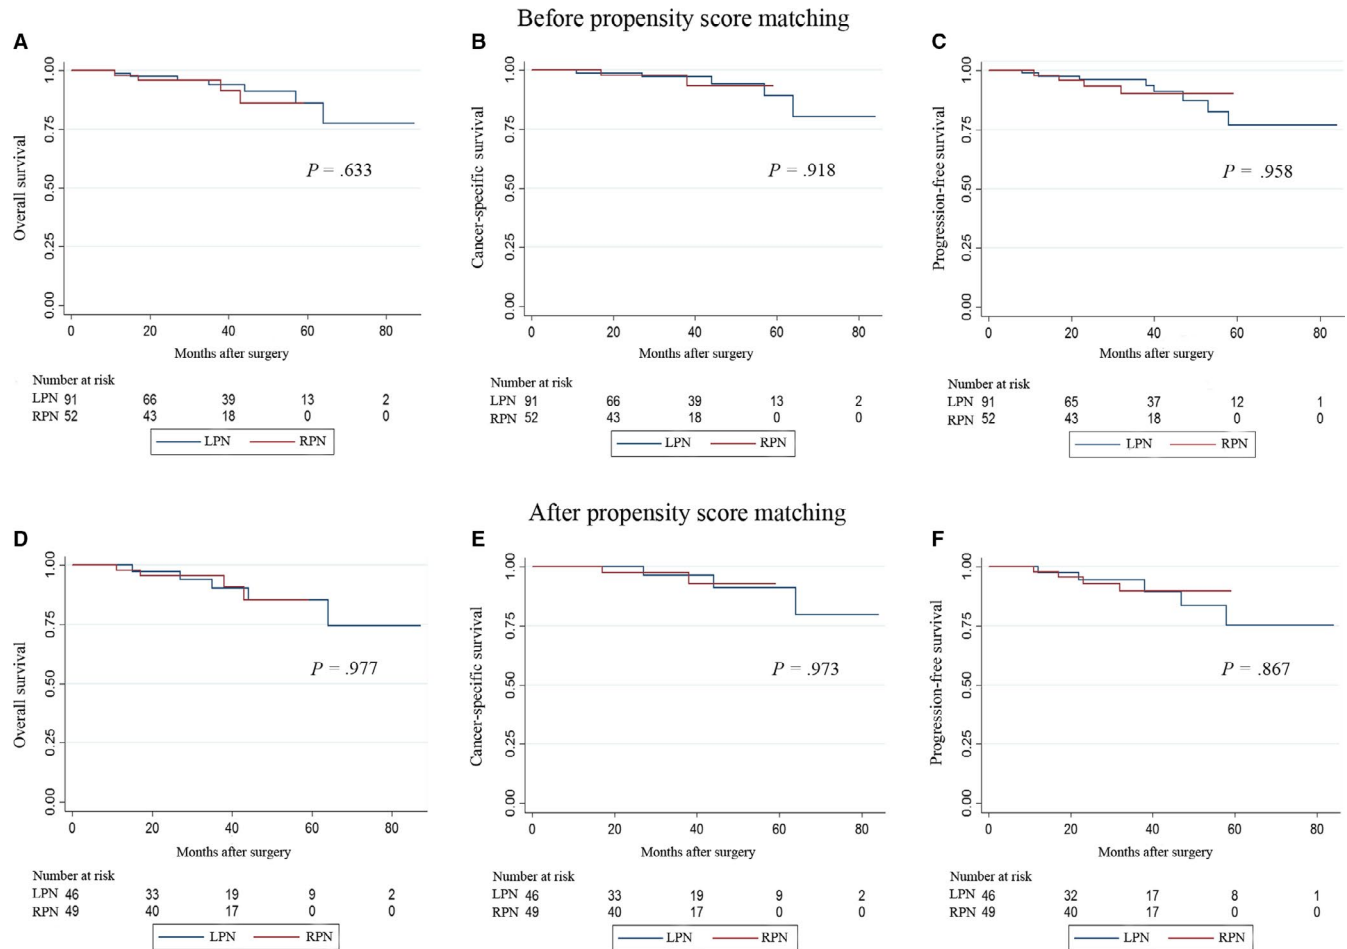 Before propensity score matching
A
B
C
Overall survival
0.00 0.25 0.50 0.75 1.00
P = .633
0 20 40 60 80
Months after surgery
Number at risk
LPN 91 66 39 13 2
RPN 52 43 18 0 0
LPN RPN
Cancer-specific survival
0.00 0.25 0.50 0.75 1.00
P = .918
0 20 40 60 80
Months after surgery
Number at risk
LPN 91 66 39 13 2
RPN 52 43 18 0 0
LPN RPN
Progression-free survival
0.00 0.25 0.50 0.75 1.00
P = .958
0 20 40 60 80
Months after surgery
Number at risk
LPN 91 65 37 12 1
RPN 52 43 18 0 0
LPN RPN
After propensity score matching
D
E
F
Overall survival
0.00 0.25 0.50 0.75 1.00
P = .977
0 20 40 60 80
Months after surgery
Number at risk
LPN 46 33 19 9 2
RPN 49 40 17 0 0
LPN RPN
Cancer-specific survival
0.00 0.25 0.50 0.75 1.00
P = .973
0 20 40 60 80
Months after surgery
Number at risk
LPN 46 33 19 9 2
RPN 49 40 17 0 0
LPN RPN
Progression-free survival
0.00 0.25 0.50 0.75 1.00
P = .867
0 20 40 60 80
Months after surgery
Number at risk
LPN 46 32 17 8 1
RPN 49 40 17 0 0
LPN RPN